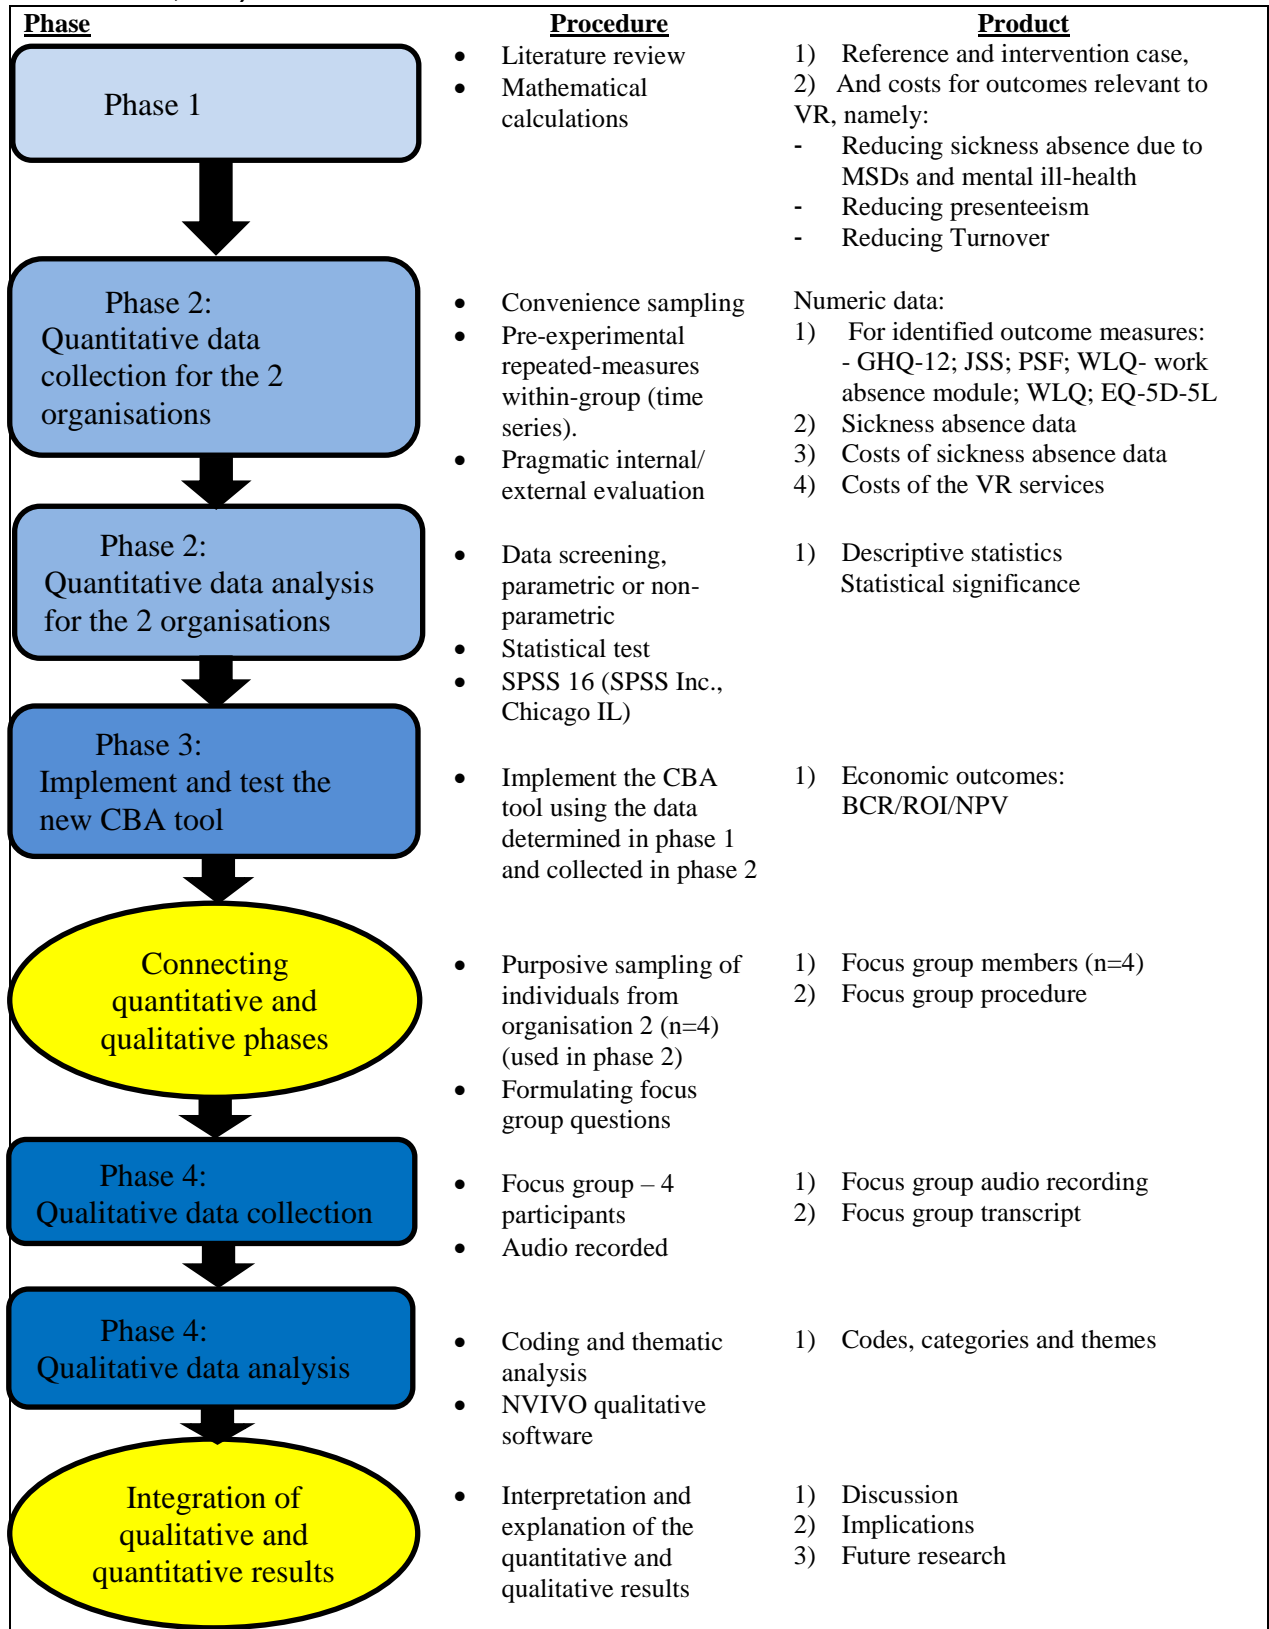 Phase
Procedure
Product
Phase 1
• Literature review
• Mathematical
calculations
1) Reference and intervention case,
2) And costs for outcomes relevant to
VR, namely:
- Reducing sickness absence due to
MSDs and mental ill-health
- Reducing presenteeism
- Reducing Turnover
Phase 2:
Quantitative data
collection for the 2
organisations
• Convenience sampling
• Pre-experimental
repeated-measures
within-group (time
series).
• Pragmatic internal/
external evaluation
Numeric data:
1) For identified outcome measures:
- GHQ-12; JSS; PSF; WLQ- work
absence module; WLQ; EQ-5D-5L
2) Sickness absence data
3) Costs of sickness absence data
4) Costs of the VR services
Phase 2:
Quantitative data analysis
for the 2 organisations
• Data screening,
parametric or non-
parametric
• Statistical test
• SPSS 16 (SPSS Inc.,
Chicago IL)
1) Descriptive statistics
Statistical significance
Phase 3:
Implement and test the
new CBA tool
• Implement the CBA
tool using the data
determined in phase 1
and collected in phase 2
1) Economic outcomes:
BCR/ROI/NPV
Connecting
quantitative and
qualitative phases
• Purposive sampling of
individuals from
organisation 2 (n=4)
(used in phase 2)
• Formulating focus
group questions
1) Focus group members (n=4)
2) Focus group procedure
Phase 4:
Qualitative data collection
• Focus group – 4
participants
• Audio recorded
1) Focus group audio recording
2) Focus group transcript
Phase 4:
Qualitative data analysis
• Coding and thematic
analysis
• NVIVO qualitative
software
1) Codes, categories and themes
Integration of
qualitative and
quantitative results
• Interpretation and
explanation of the
quantitative and
qualitative results
1) Discussion
2) Implications
3) Future research